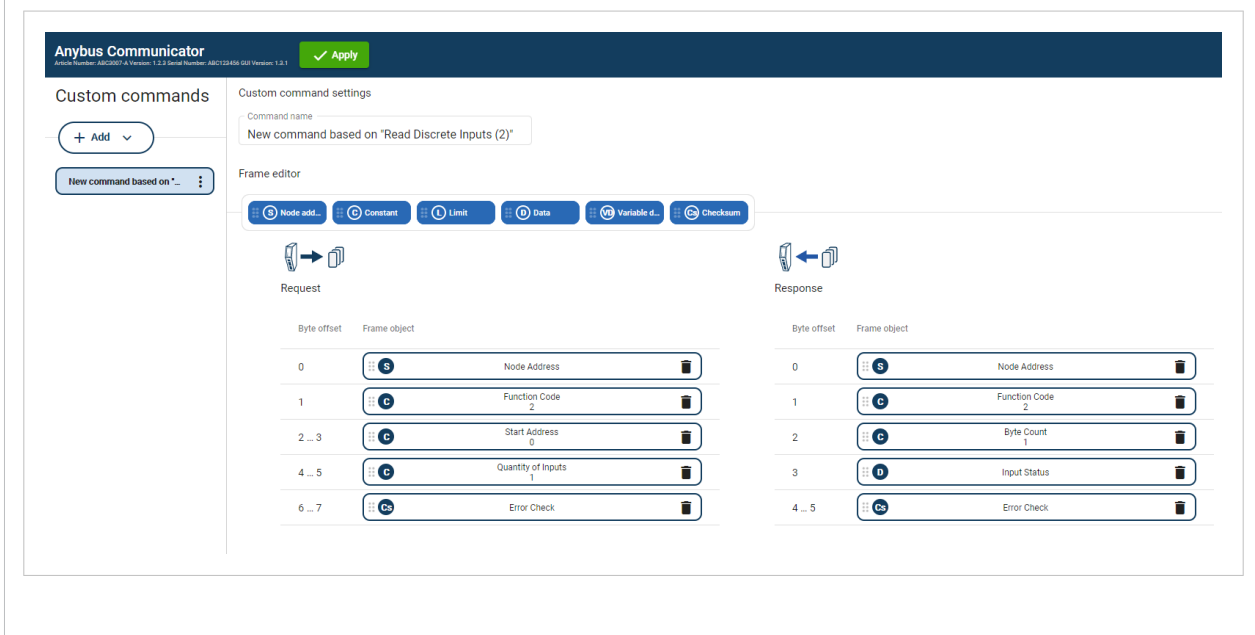 Anybus Communicator
Article Number: ABC3007-A Version: 1.2.3 Serial Number: ABC123456 GUI Version: 1.3.1
Apply
Custom commands
Add
New command based on "...
Custom command settings
Command name
New command based on "Read Discrete Inputs (2)"
Frame editor
S Node add... C Constant L Limit D Data VD Variable d... Cs Checksum
Request
Byte offset Frame object
0 S Node Address
1 C Function Code
2
2 ... 3 C Start Address
0
4 ... 5 C Quantity of Inputs
1
6 ... 7 Cs Error Check
Response
Byte offset Frame object
0 S Node Address
1 C Function Code
2
2 C Byte Count
1
3 D Input Status
4 ... 5 Cs Error Check